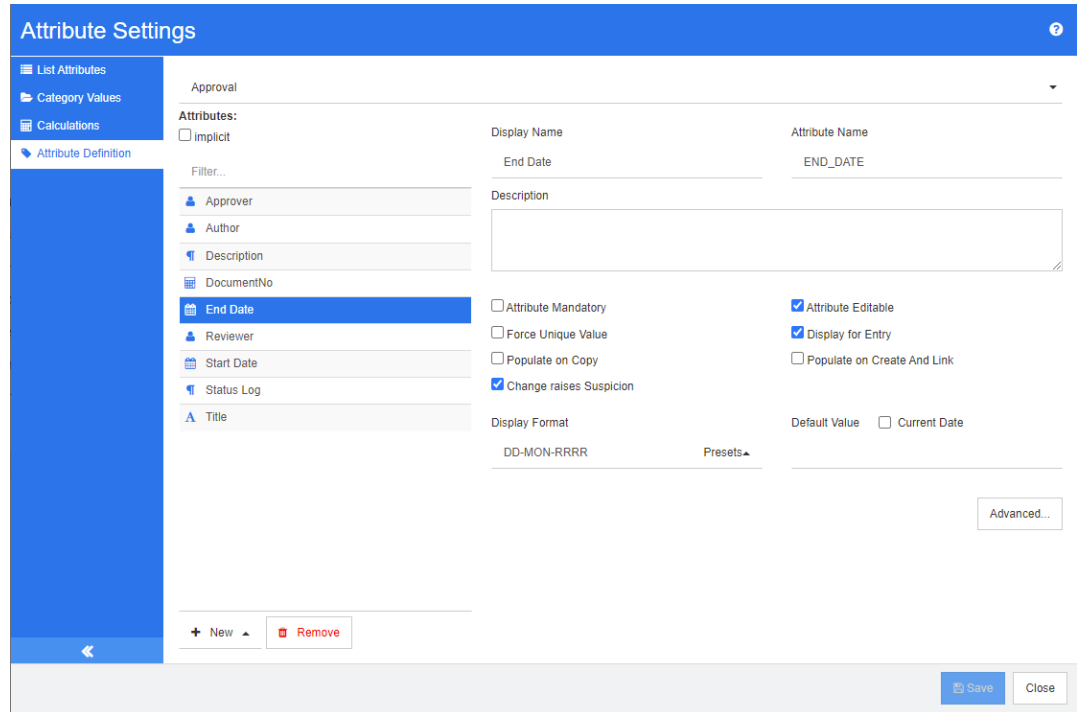 Attribute Settings
List Attributes
Category Values
Calculations
Attribute Definition
Approval
Attributes:
implicit
Filter...
Approver
Author
Description
DocumentNo
End Date
Reviewer
Start Date
Status Log
Title
New
Remove
Display Name
Attribute Name
End Date
END_DATE
Description
Attribute Mandatory
Attribute Editable
Force Unique Value
Display for Entry
Populate on Copy
Populate on Create And Link
Change raises Suspicion
Display Format
Default Value
Current Date
DD-MON-RRRR
Presets
Advanced...
Save
Close